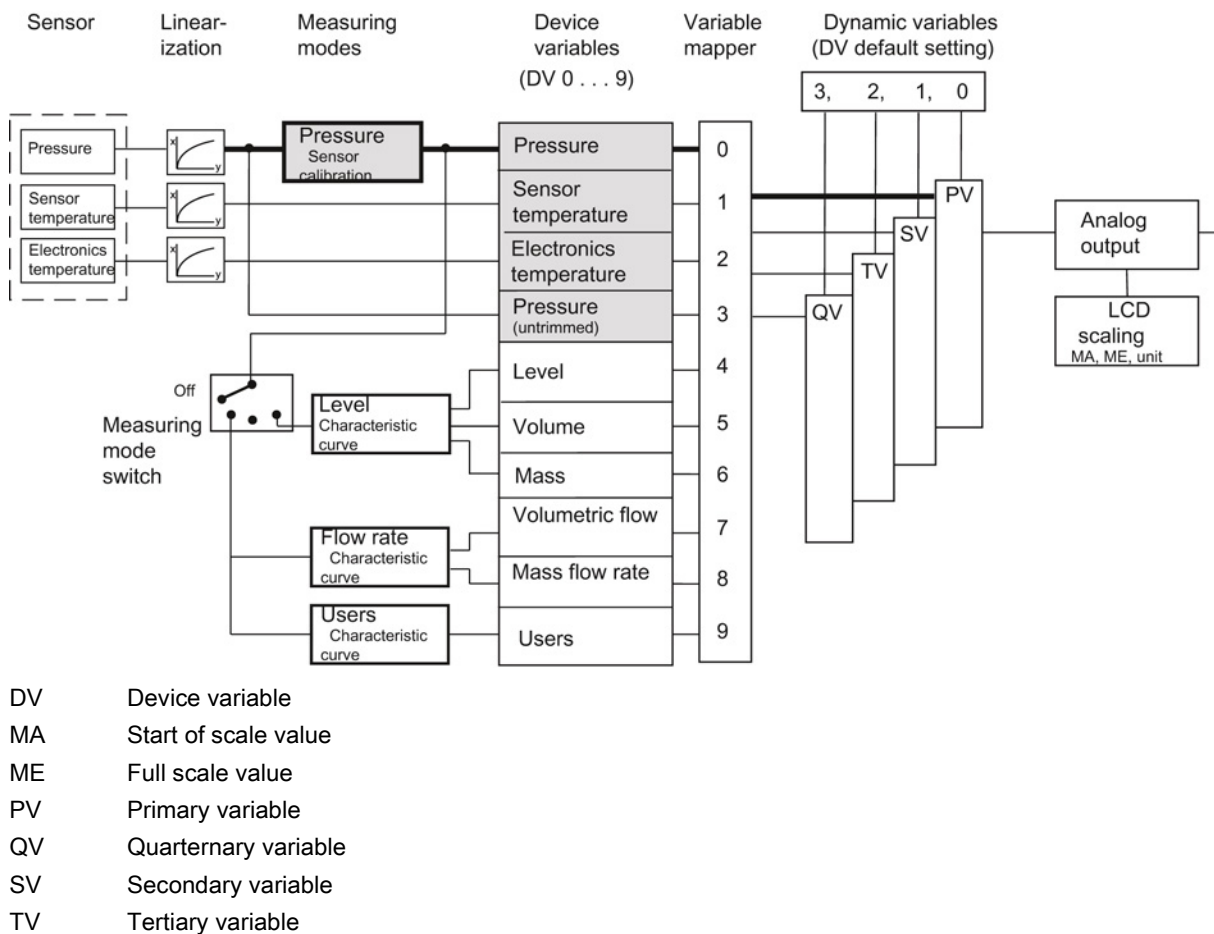 Sensor
Linear-
ization
Measuring
modes
Device
variables
(DV 0 . . . 9)
Variable
mapper
Dynamic variables
(DV default setting)
3, 2, 1, 0
Pressure
x
y
Pressure
Sensor
calibration
Pressure
0
Sensor
temperature
x
y
Sensor
temperature
1
PV
Electronics
temperature
x
y
Electronics
temperature
2
SV
TV
QV
Analog
output
Pressure
(untrimmed)
3
LCD
scaling
MA, ME, unit
Off
Measuring
mode
switch
Level
Characteristic
curve
Level
4
Volume
5
Mass
6
Flow rate
Characteristic
curve
Volumetric flow
7
Mass flow rate
8
Users
Characteristic
curve
Users
9
DV Device variable
MA Start of scale value
ME Full scale value
PV Primary variable
QV Quarternary variable
SV Secondary variable
TV Tertiary variable